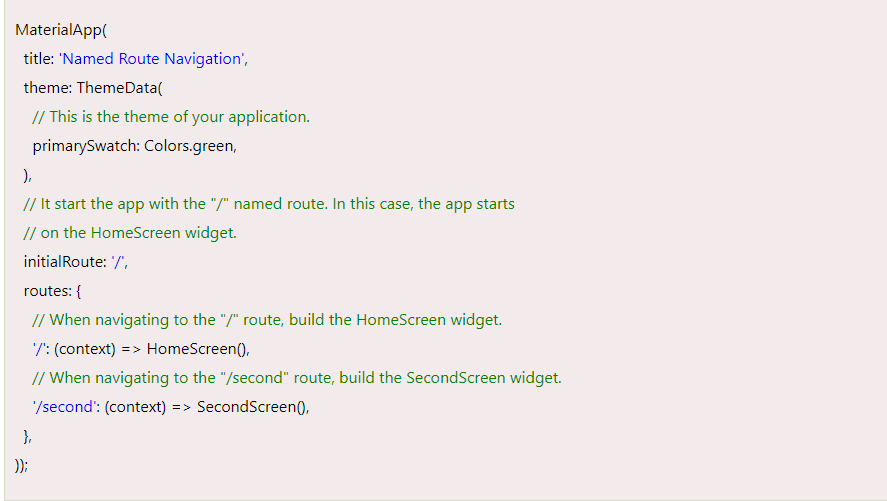 MaterialApp(
title: 'Named Route Navigation',
theme: ThemeData(
// This is the theme of your application.
primarySwatch: Colors.green,
),
// It start the app with the "/" named route. In this case, the app starts
// on the HomeScreen widget.
initialRoute: '/',
routes: {
// When navigating to the "/" route, build the HomeScreen widget.
'/': (context) => HomeScreen(),
// When navigating to the "/second" route, build the SecondScreen widget.
'/second': (context) => SecondScreen(),
},
));